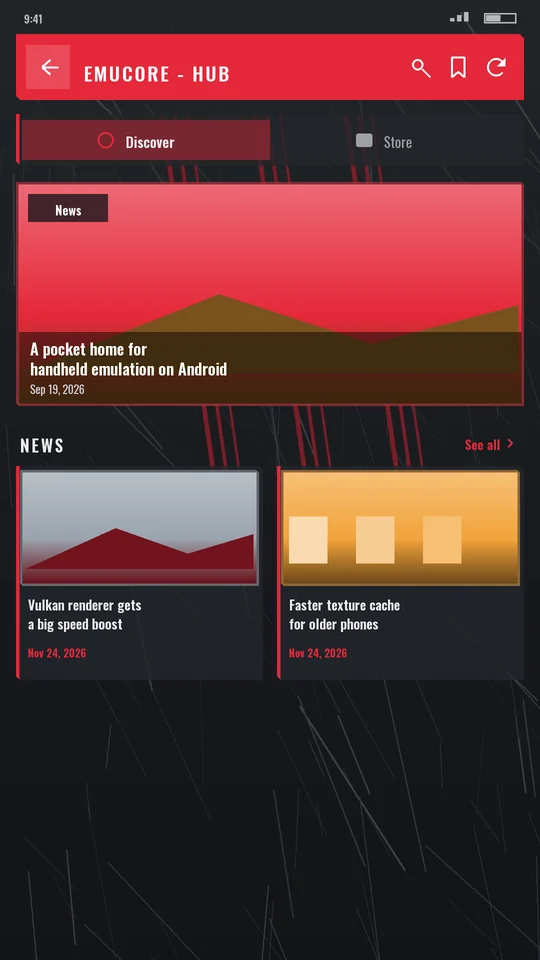 9:41
EMUCORE - HUB
Discover
Store
News
A pocket home for
handheld emulation on Android
Sep 19, 2026
NEWS
See all
Vulkan renderer gets
a big speed boost
Nov 24, 2026
Faster texture cache
for older phones
Nov 24, 2026